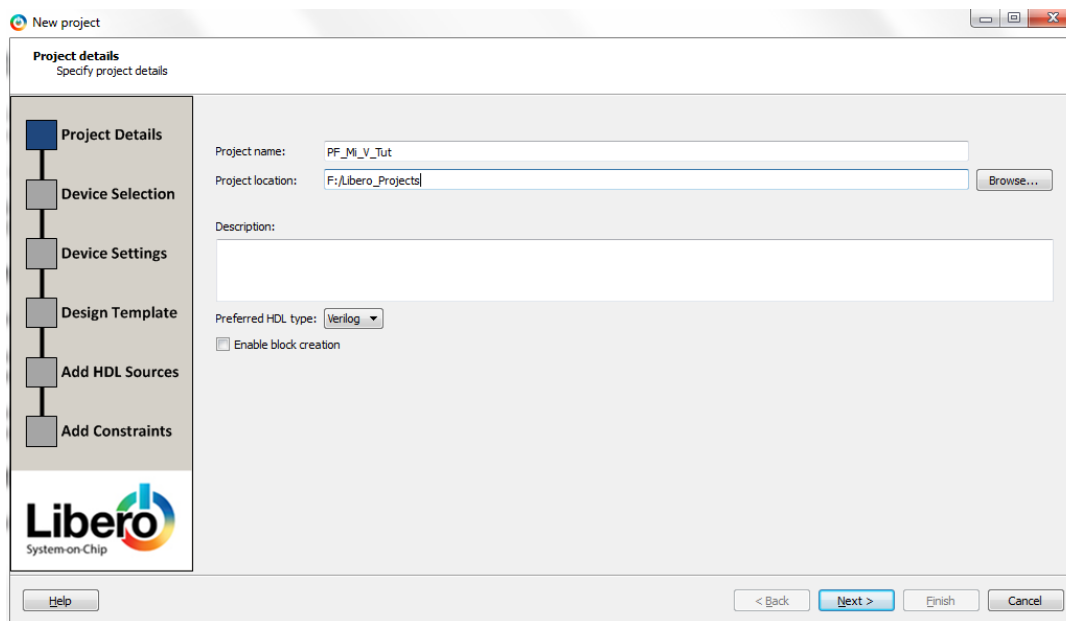 New project
Project details
Specify project details
Project Details
Device Selection
Device Settings
Design Template
Add HDL Sources
Add Constraints
Libero
System-on-Chip
Project name: PF_Mi_V_Tut
Project location: F:/Libero_Projects Browse...
Description:
Preferred HDL type: Verilog
Enable block creation
Help < Back Next > Finish Cancel